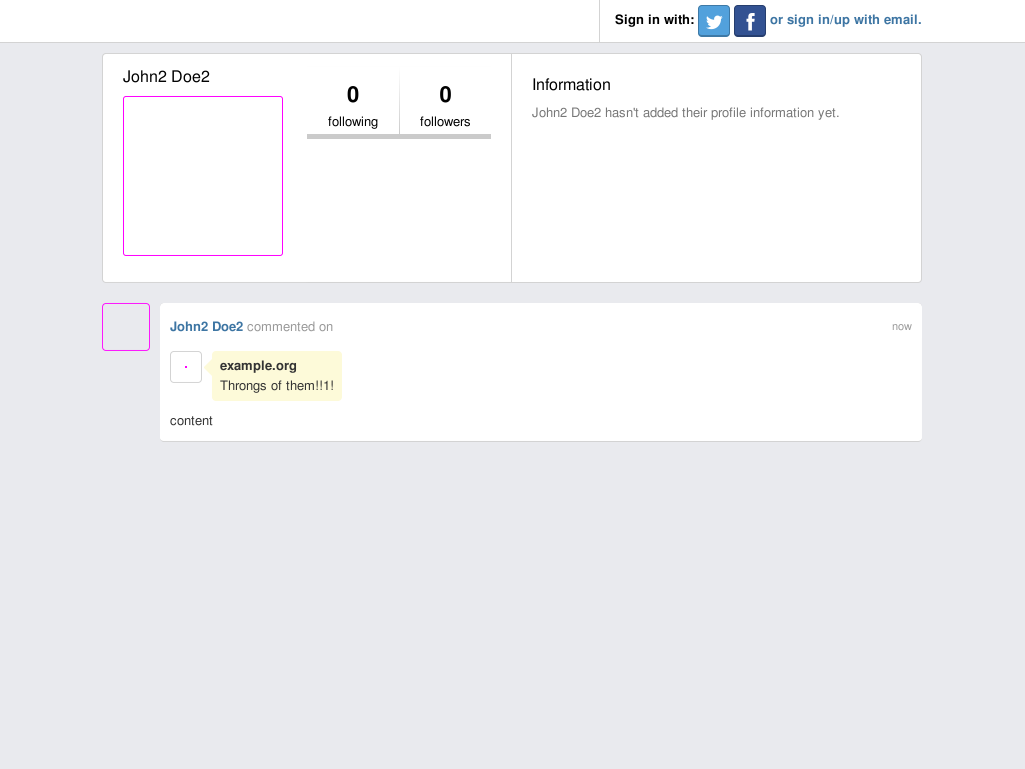 Sign in with: or sign in/up with email.
John2 Doe2
0
following
0
followers
Information
John2 Doe2 hasn't added their profile information yet.
John2 Doe2 commented on
now
example.org
Throngs of them!!1!
content